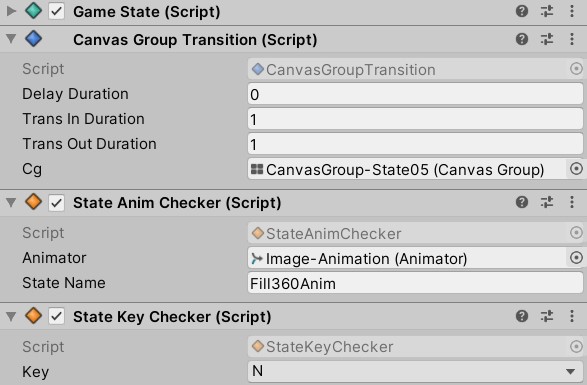 Game State (Script)
Canvas Group Transition (Script)
Script CanvasGroupTransition
Delay Duration 0
Trans In Duration 1
Trans Out Duration 1
Cg CanvasGroup-State05 (Canvas Group)
State Anim Checker (Script)
Script StateAnimChecker
Animator Image-Animation (Animator)
State Name Fill360Anim
State Key Checker (Script)
Script StateKeyChecker
Key N